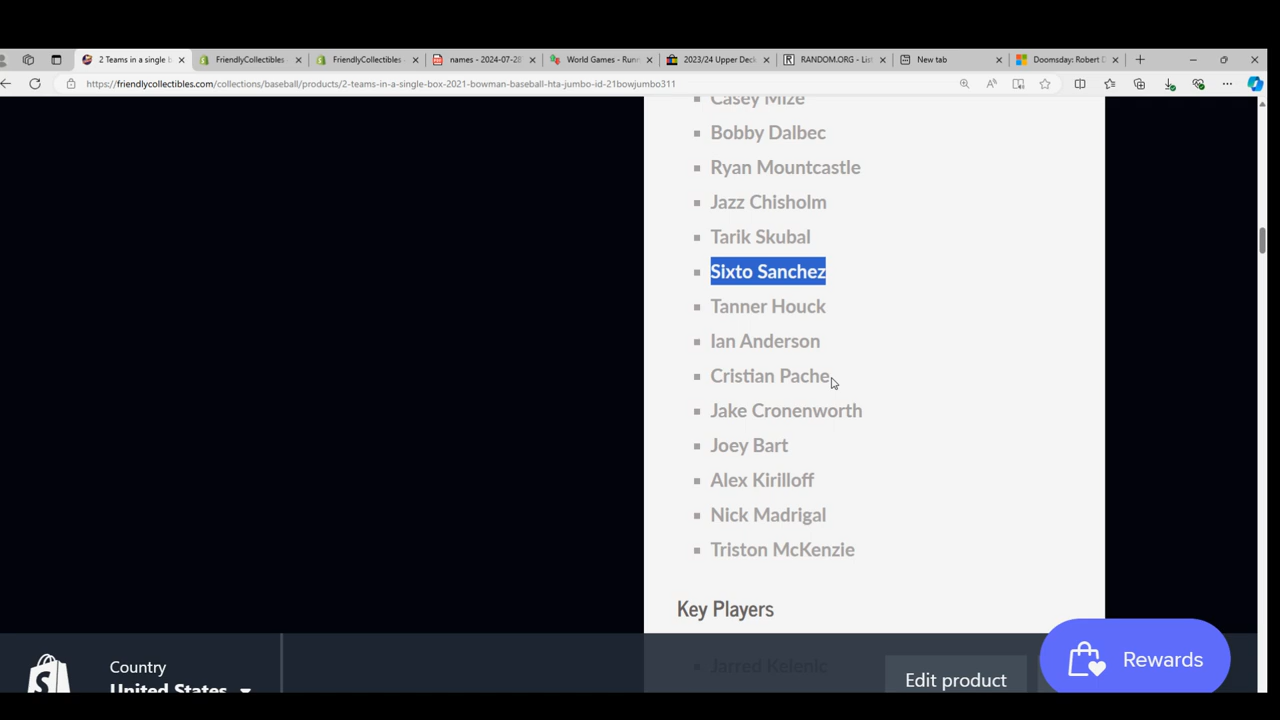 2 Teams in a single b
FriendlyCollectibles
FriendlyCollectibles
names - 2024-07-28
World Games - Runn
2023/24 Upper Deck
RANDOM.ORG - List
New tab
Doomsday: Robert D
https://friendlycollectibles.com/collections/baseball/products/2-teams-in-a-single-box-2021-bowman-baseball-hta-jumbo-id-21bowjumbo311
Casey Mize
Bobby Dalbec
Ryan Mountcastle
Jazz Chisholm
Tarik Skubal
Sixto Sanchez
Tanner Houck
Ian Anderson
Cristian Pache
Jake Cronenworth
Joey Bart
Alex Kirilloff
Nick Madrigal
Triston McKenzie
Key Players
Jarred Kelenic
Country
United States
Edit product
Rewards